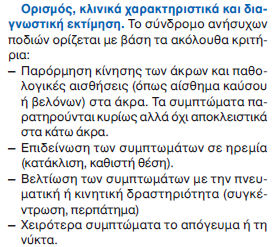 Ορισμός, κλινικά χαρακτηριστικά και δια-
γνωστική εκτίμηση. Το σύνδρομο ανήσυχων
ποδιών ορίζεται με βάση τα ακόλουθα κριτή-
ρια:
– Παρόρμηση κίνησης των άκρων και παθο-
λογικές αισθήσεις (όπως αίσθημα καύσου
ή βελόνων) στα άκρα. Τα συμπτώματα πα-
ρατηρούνται κυρίως αλλά όχι αποκλειστικά
στα κάτω άκρα.
– Επιδείνωση των συμπτωμάτων σε ηρεμία
(κατάκλιση, καθιστή θέση).
– Βελτίωση των συμπτωμάτων με την πνευ-
ματική ή κινητική δραστηριότητα (συγκέ-
ντρωση, περπάτημα)
– Χειρότερα συμπτώματα το απόγευμα ή τη
νύκτα.